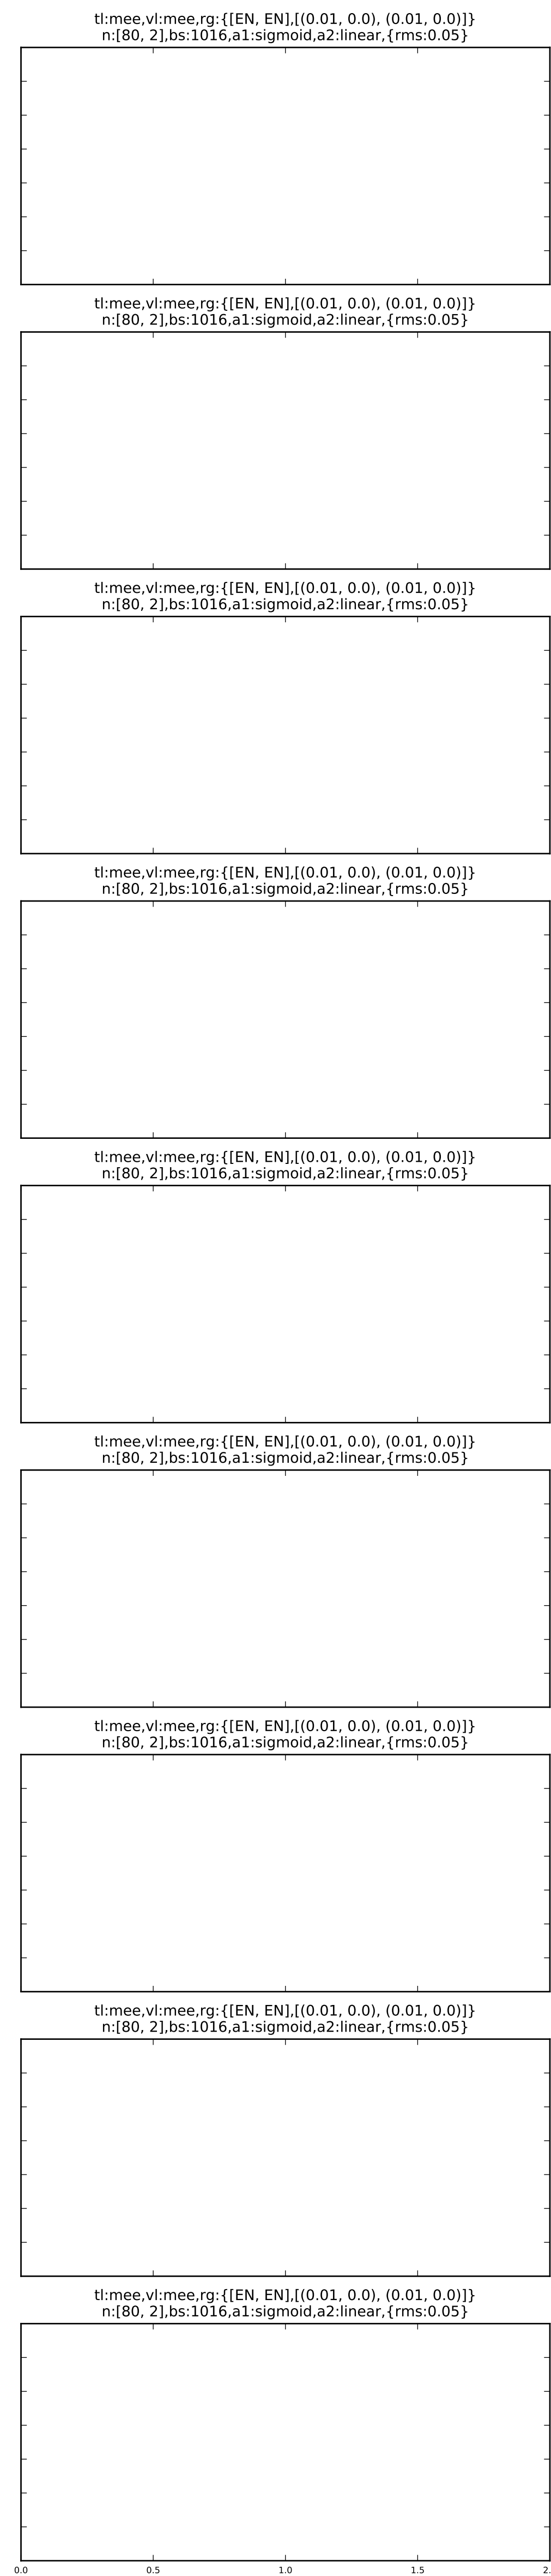 tl:mee,vl:mee,rg:{[EN, EN],[(0.01, 0.0), (0.01, 0.0)]}
n:[80, 2],bs:1016,a1:sigmoid,a2:linear,{rms:0.05}
tl:mee,vl:mee,rg:{[EN, EN],[(0.01, 0.0), (0.01, 0.0)]}
n:[80, 2],bs:1016,a1:sigmoid,a2:linear,{rms:0.05}
tl:mee,vl:mee,rg:{[EN, EN],[(0.01, 0.0), (0.01, 0.0)]}
n:[80, 2],bs:1016,a1:sigmoid,a2:linear,{rms:0.05}
tl:mee,vl:mee,rg:{[EN, EN],[(0.01, 0.0), (0.01, 0.0)]}
n:[80, 2],bs:1016,a1:sigmoid,a2:linear,{rms:0.05}
tl:mee,vl:mee,rg:{[EN, EN],[(0.01, 0.0), (0.01, 0.0)]}
n:[80, 2],bs:1016,a1:sigmoid,a2:linear,{rms:0.05}
tl:mee,vl:mee,rg:{[EN, EN],[(0.01, 0.0), (0.01, 0.0)]}
n:[80, 2],bs:1016,a1:sigmoid,a2:linear,{rms:0.05}
tl:mee,vl:mee,rg:{[EN, EN],[(0.01, 0.0), (0.01, 0.0)]}
n:[80, 2],bs:1016,a1:sigmoid,a2:linear,{rms:0.05}
tl:mee,vl:mee,rg:{[EN, EN],[(0.01, 0.0), (0.01, 0.0)]}
n:[80, 2],bs:1016,a1:sigmoid,a2:linear,{rms:0.05}
tl:mee,vl:mee,rg:{[EN, EN],[(0.01, 0.0), (0.01, 0.0)]}
n:[80, 2],bs:1016,a1:sigmoid,a2:linear,{rms:0.05}
0.0 0.5 1.0 1.5 2.